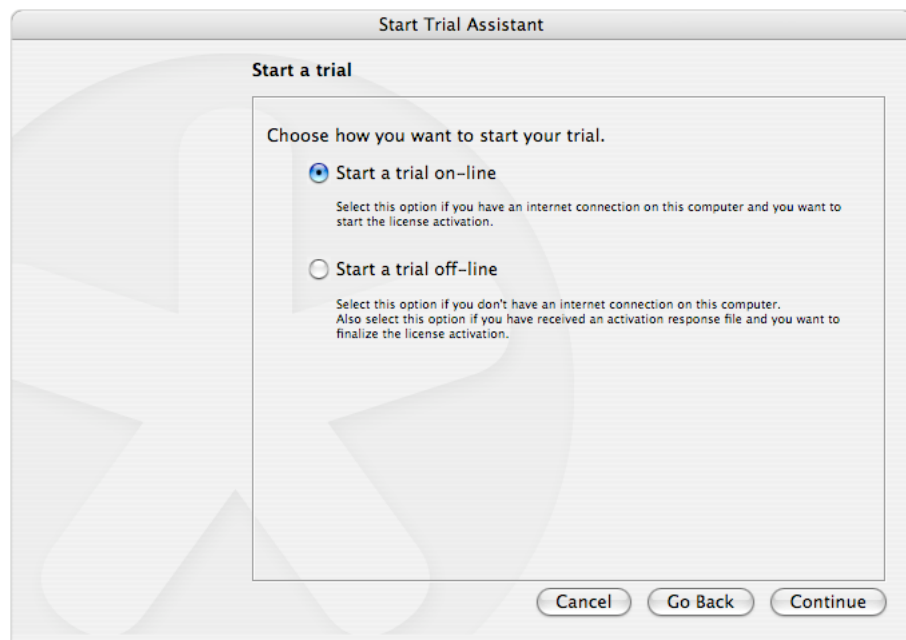 Start Trial Assistant
Start a trial
Choose how you want to start your trial.
Start a trial on-line
Select this option if you have an internet connection on this computer and you want to
start the license activation.
Start a trial off-line
Select this option if you don't have an internet connection on this computer.
Also select this option if you have received an activation response file and you want to
finalize the license activation.
Cancel Go Back Continue